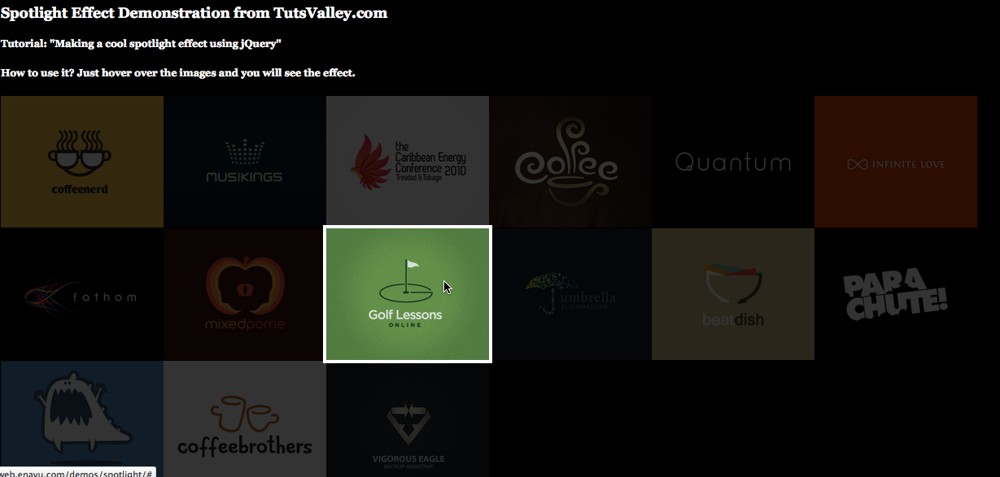 Spotlight Effect Demonstration from TutsValley.com
Tutorial: "Making a cool spotlight effect using jQuery"
How to use it? Just hover over the images and you will see the effect.
coffeenerd
MUSIKINGS
the
Caribbean Energy
Conference 2010
Trinidad & Tobago
Coffee
Quantum
INFINITE LOVE
fathom
mixedpome
Golf Lessons
ONLINE
umbrella
FOUNDATION
beatdish
PARA
CHUTE!
coffeebrothers
VIGOROUS EAGLE
BACKUP ASSISTANT
web.enavu.com/demos/spotlight/#